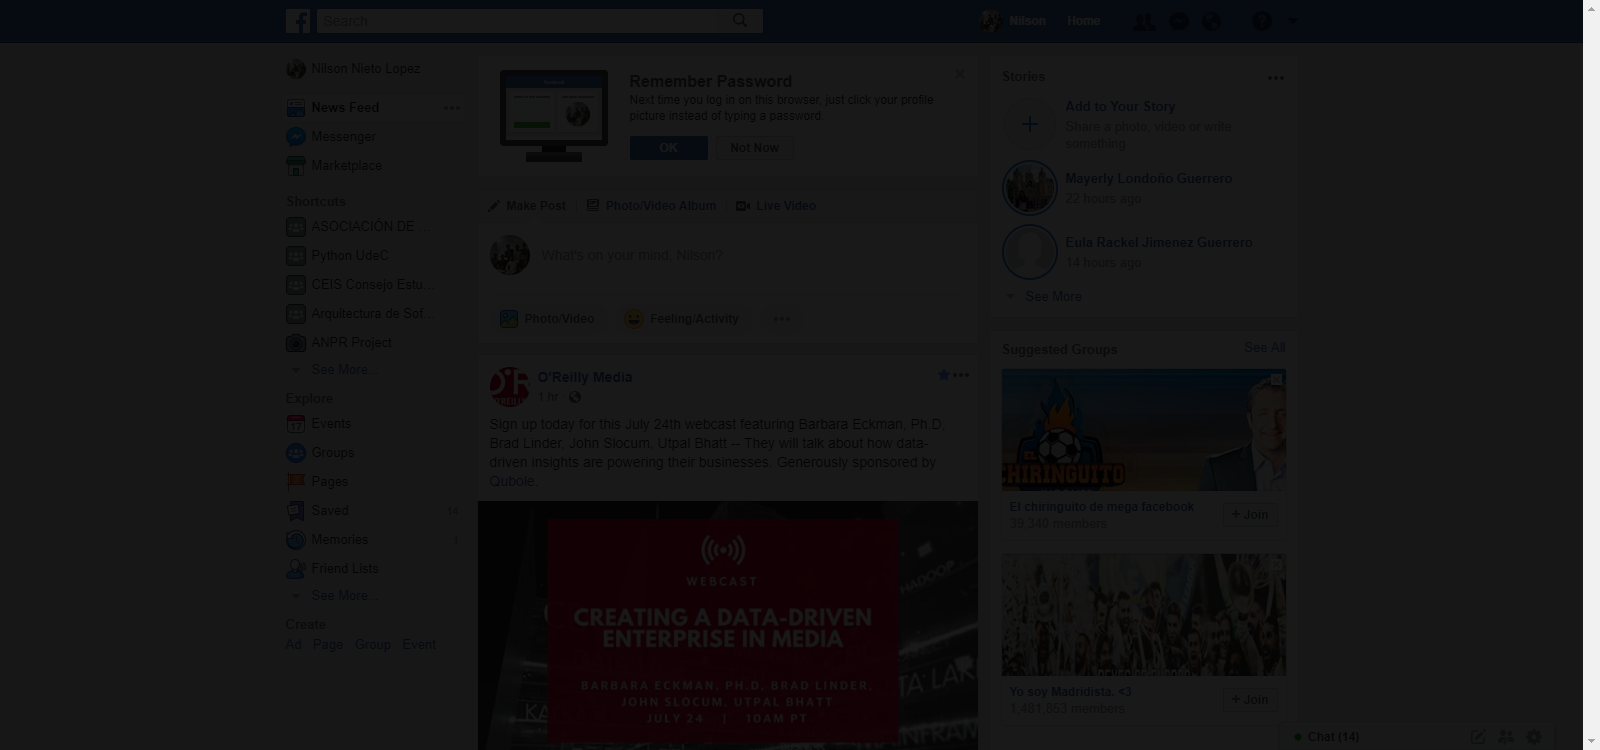 Search
Nilson
Home
Nilson Nieto Lopez
News Feed
Messenger
Marketplace
Shortcuts
ASOCIACIÓN DE ...
Python UdeC
CEIS Consejo Estu...
Arquitectura de Sof...
ANPR Project
See More...
Explore
Events
17
Groups
Pages
Saved
14
Memories
Friend Lists
See More...
Create
Ad Page Group Event
Remember Password
Next time you log in on this browser, just click your profile
picture instead of typing a password.
OK
Not Now
Make Post
Photo/Video Album
Live Video
What's on your mind, Nilson?
Photo/Video
Feeling/Activity
O'Reilly Media
1 hr
Sign up today for this July 24th webcast featuring Barbara Eckman, Ph.D,
Brad Linder, John Slocum, Utpal Bhatt -- They will talk about how data-
driven insights are powering their businesses. Generously sponsored by
Qubole.
WEBCAST
HADOOP
CREATING A DATA-DRIVEN
ENTERPRISE IN MEDIA
BARBARA ECKMAN, PH.D, BRAD LINDER,
JOHN SLOCUM, UTPAL BHATT
JULY 24 | 10AM PT
Stories
Add to Your Story
Share a photo, video or write
something
Mayerly Londoño Guerrero
22 hours ago
Eula Rackel Jimenez Guerrero
14 hours ago
See More
Suggested Groups
See All
EL
CHIRINGUITO
El chiringuito de mega facebook
39,340 members
+ Join
Yo soy Madridista. <3
1,481,853 members
+ Join
Chat (14)